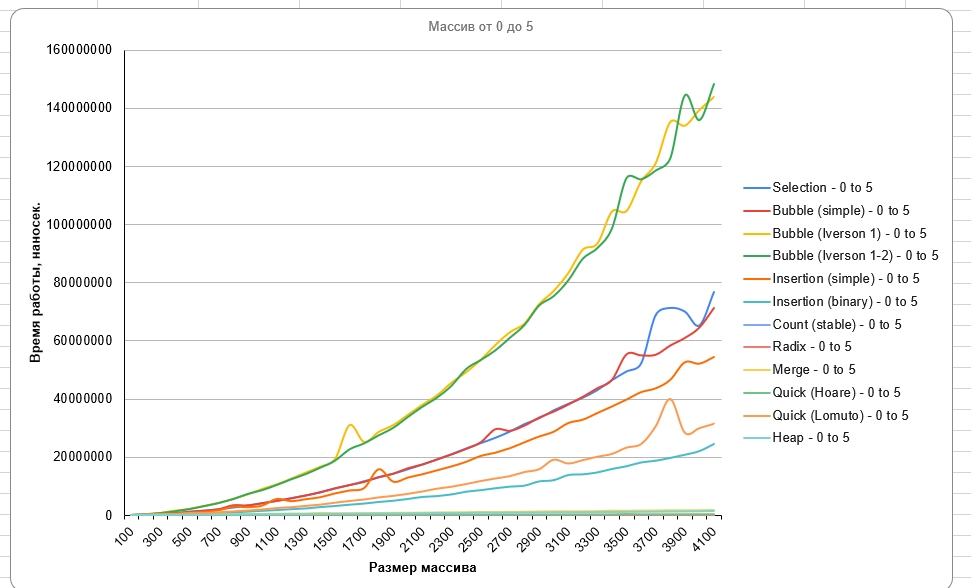 Массив от 0 до 5
160000000
140000000
120000000
100000000
80000000
60000000
40000000
20000000
0
Время работы, наносек.
100 300 500 700 900 1100 1300 1500 1700 1900 2100 2300 2500 2700 2900 3100 3300 3500 3700 3900 4100
Размер массива
Selection - 0 to 5
Bubble (simple) - 0 to 5
Bubble (Iverson 1) - 0 to 5
Bubble (Iverson 1-2) - 0 to 5
Insertion (simple) - 0 to 5
Insertion (binary) - 0 to 5
Count (stable) - 0 to 5
Radix - 0 to 5
Merge - 0 to 5
Quick (Hoare) - 0 to 5
Quick (Lomuto) - 0 to 5
Heap - 0 to 5